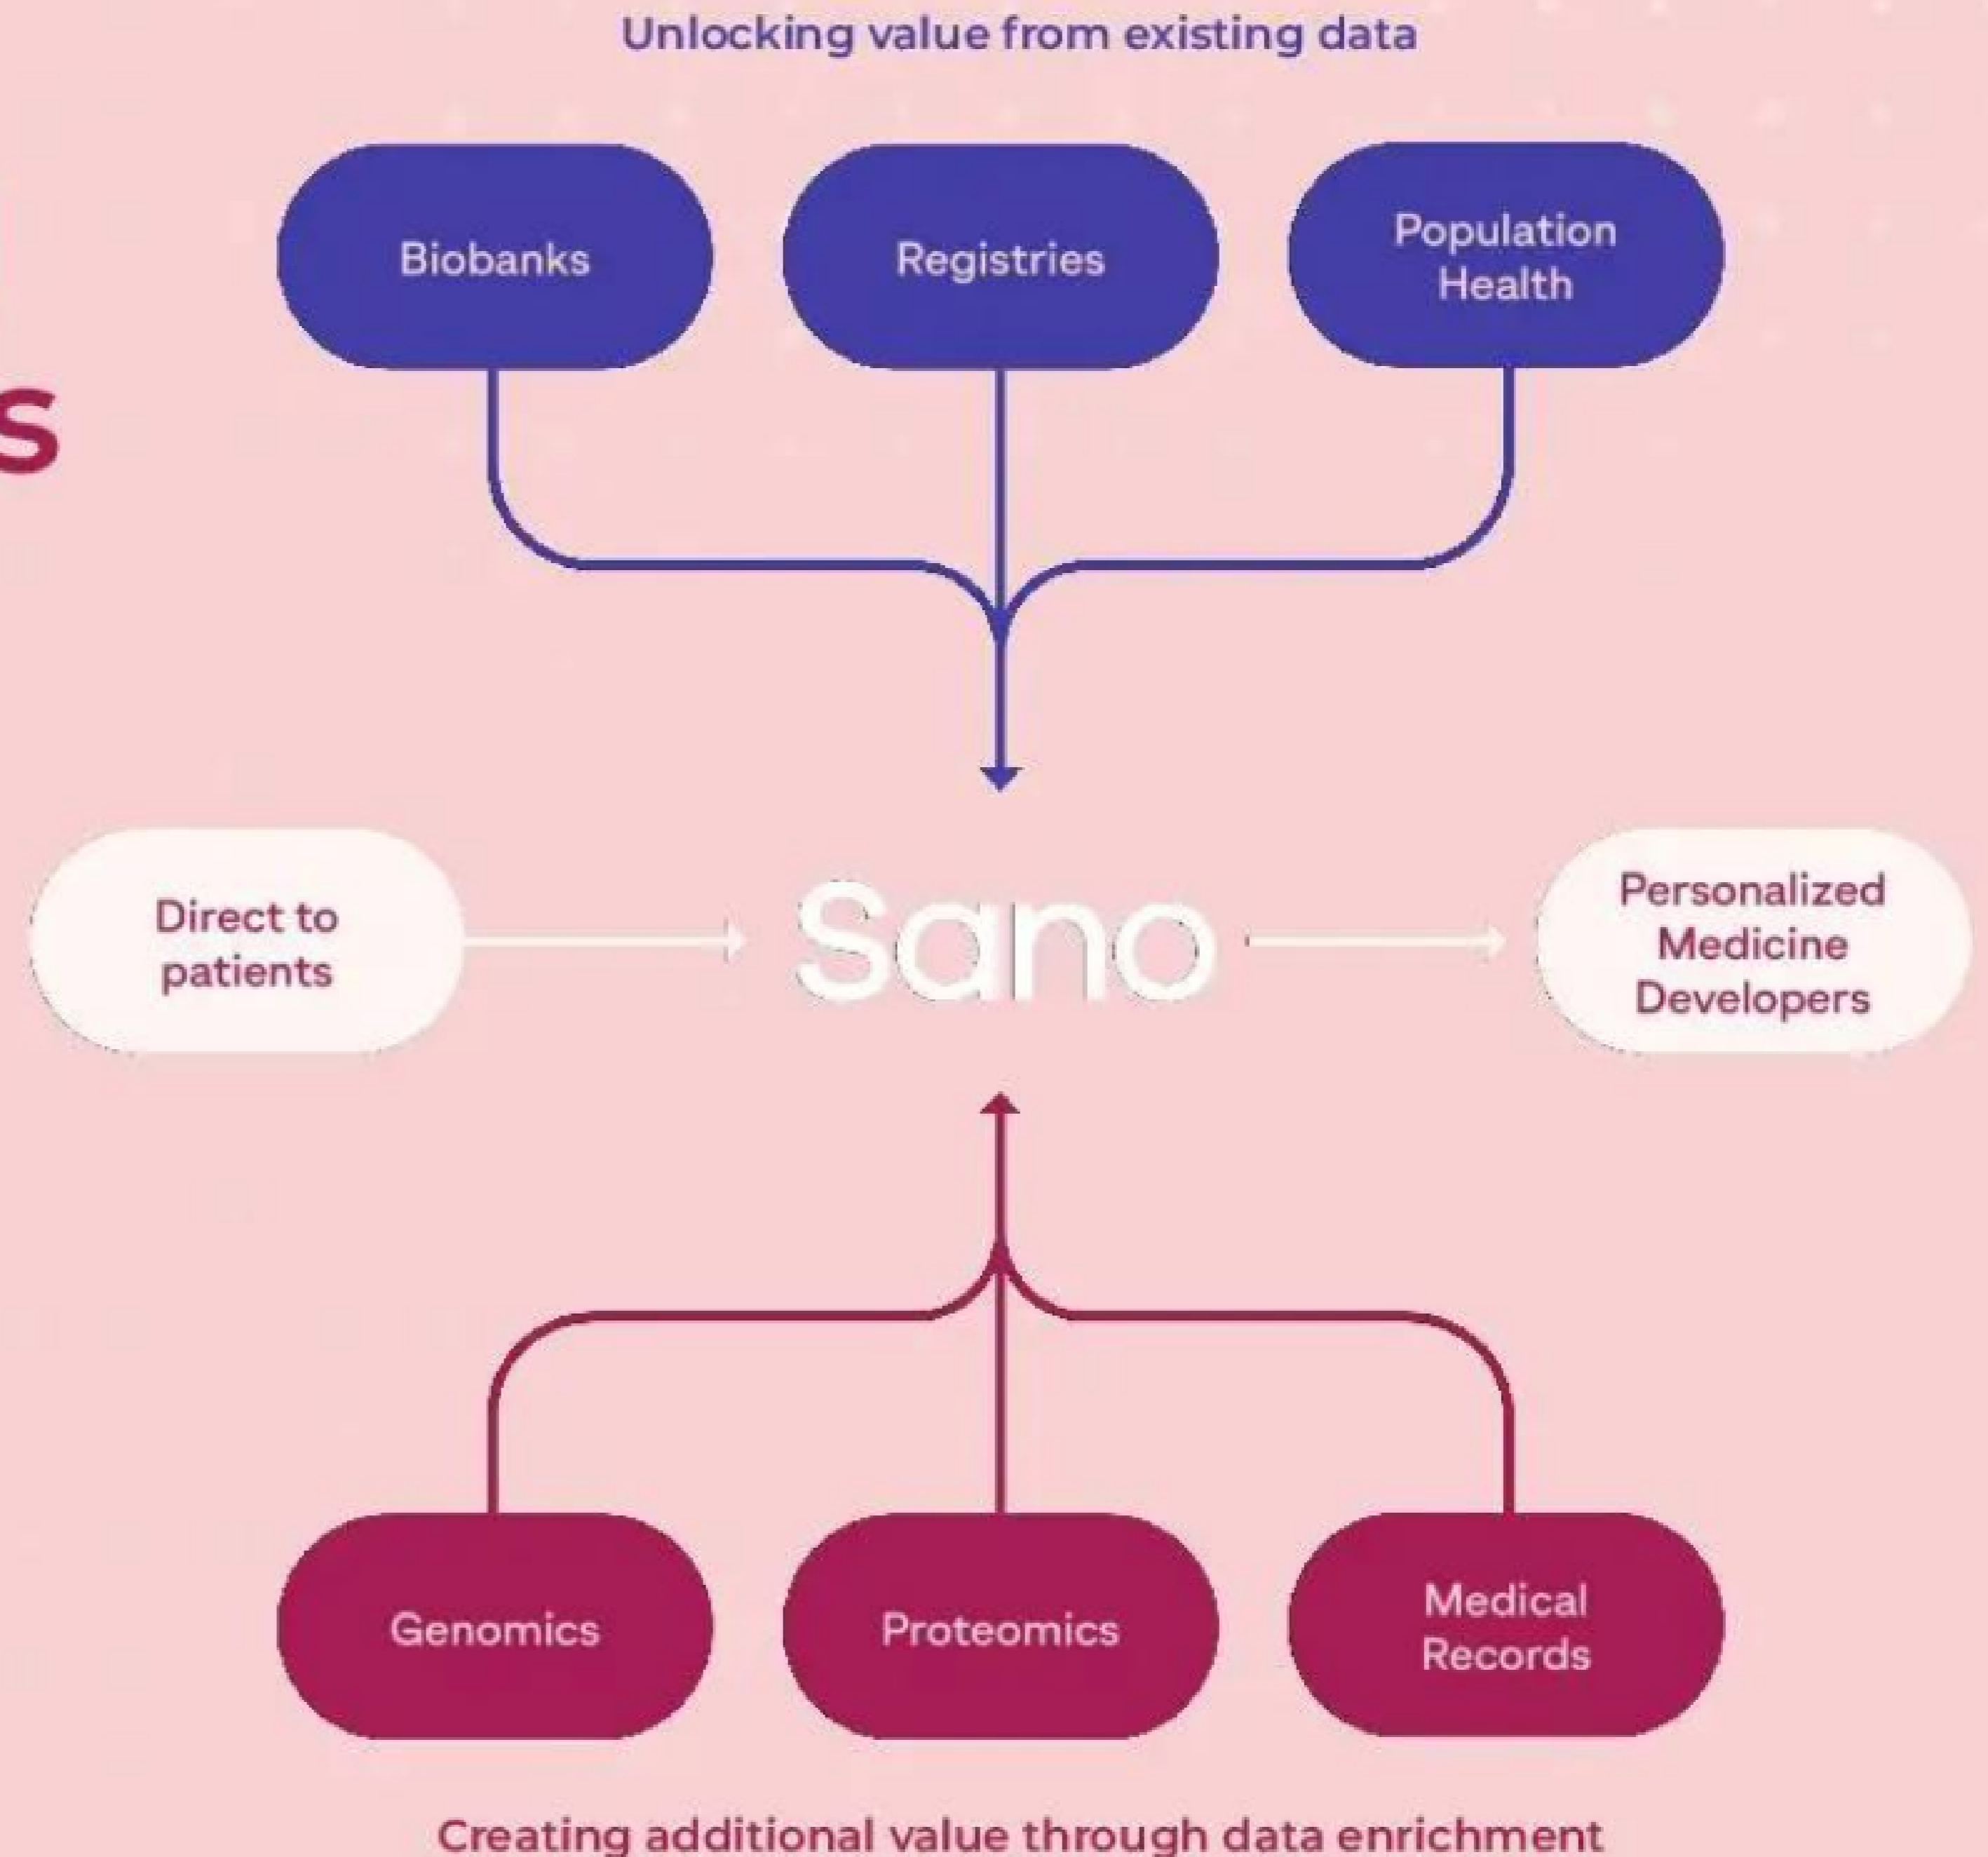 Unlocking value from existing data
Biobanks
Registries
Population
Health
s
Direct to
patients
Sano
Personalized
Medicine
Developers
Genomics
Proteomics
Medical
Records
Creating additional value through data enrichment